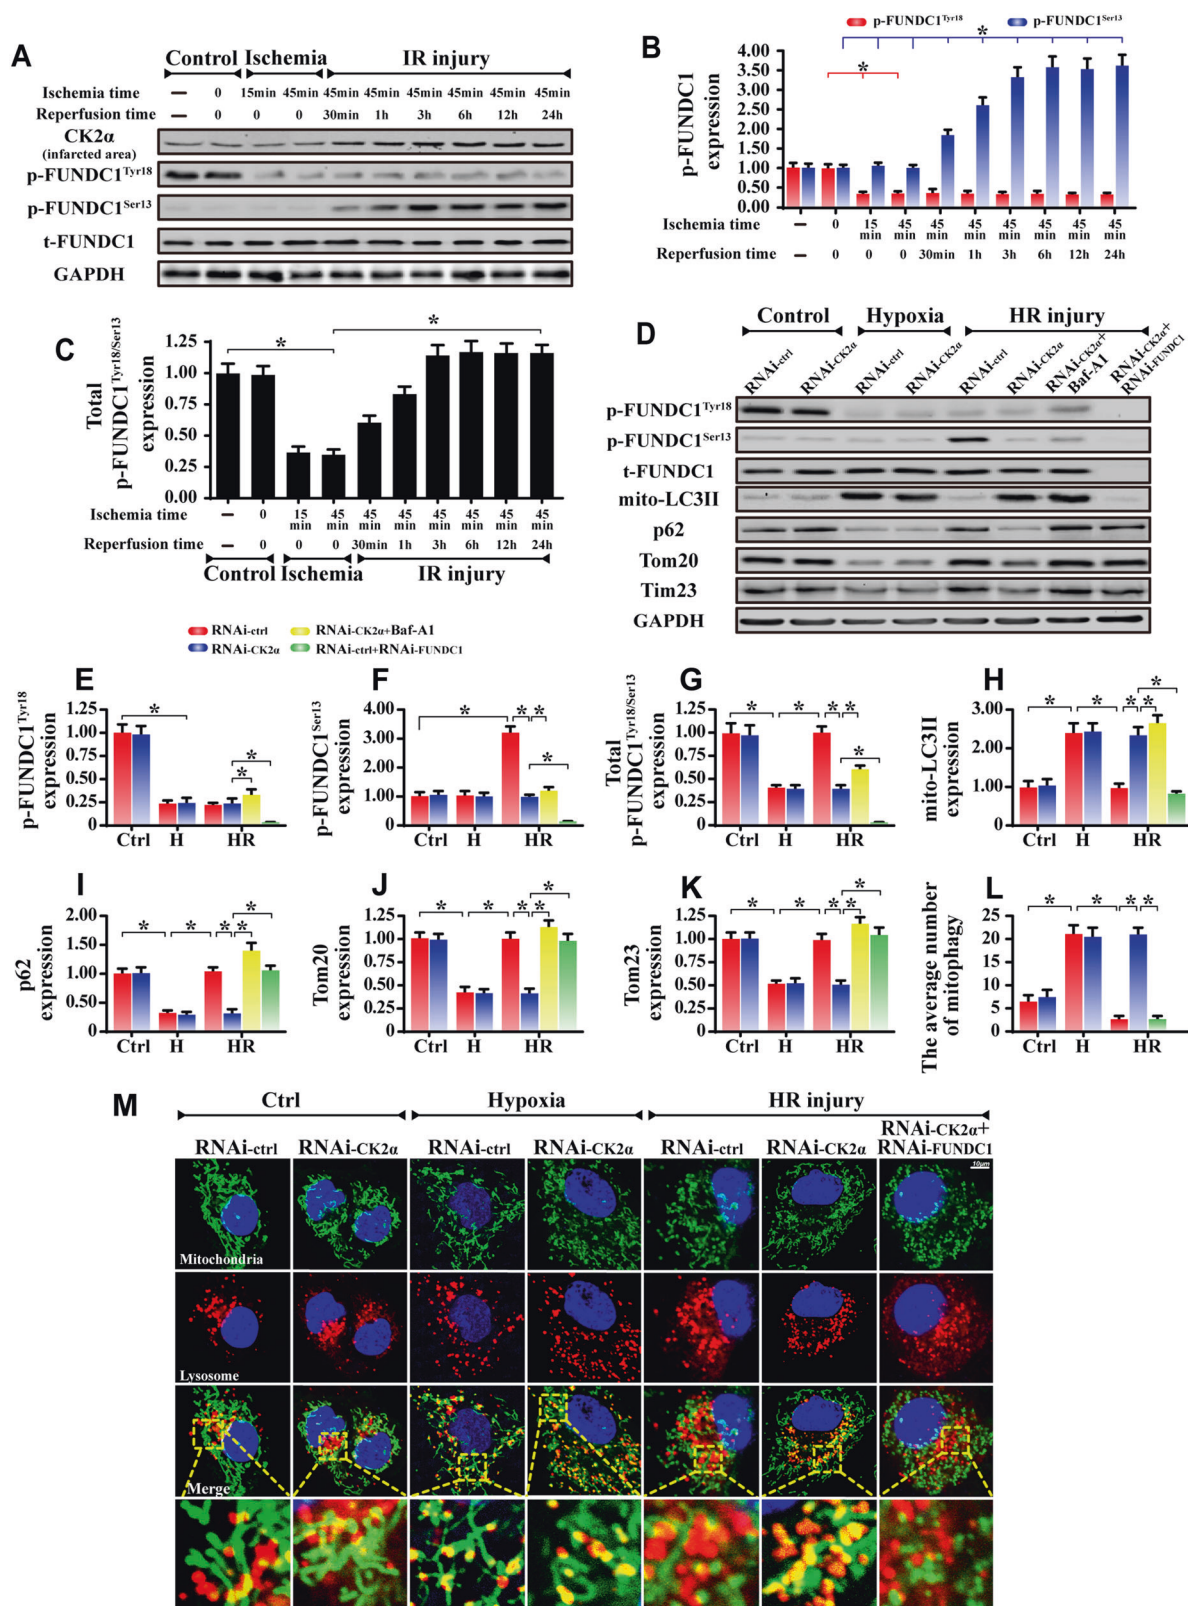 A
Control Ischemia IR injury
Ischemia time – 0 15min 45min 45min 45min 45min 45min 45min 45min
Reperfusion time – 0 0 0 30min 1h 3h 6h 12h 24h
CK2α
(infarcted area)
p-FUNDC1Tyr18
p-FUNDC1Ser13
t-FUNDC1
GAPDH
B
p-FUNDC1Tyr18 p-FUNDC1Ser13
*
*
p-FUNDC1
expression
4.00
3.50
3.00
2.50
2.00
1.50
1.00
0.50
0.00
Ischemia time – 0 15 45 45 45 45 45 45 45
min min min min min min min min
Reperfusion time – 0 0 0 30min 1h 3h 6h 12h 24h
C
Total
p-FUNDC1Tyr18/Ser13
expression
* *
1.25
1.00
0.75
0.50
0.25
0.00
Ischemia time – 0 15 45 45 45 45 45 45 45
min min min min min min min min
Reperfusion time – 0 0 0 30min 1h 3h 6h 12h 24h
Control Ischemia IR injury
D
Control Hypoxia HR injury
RNAi-ctrl RNAi-CK2α RNAi-ctrl RNAi-CK2α RNAi-ctrl RNAi-CK2α RNAi-CK2α+ Baf-A1 RNAi-CK2α+ RNAi-FUNDC1
p-FUNDC1Tyr18
p-FUNDC1Ser13
t-FUNDC1
mito-LC3II
p62
Tom20
Tim23
GAPDH
RNAi-ctrl RNAi-CK2α+Baf-A1
RNAi-CK2α RNAi-ctrl+RNAi-FUNDC1
E
p-FUNDC1Tyr18
expression
1.25
1.00
0.75
0.50
0.25
0
* * *
Ctrl H HR
F
p-FUNDC1Ser13
expression
4.00
3.00
2.00
1.00
0
* * * *
Ctrl H HR
G
Total
p-FUNDC1Tyr18/Ser13
expression
1.25
1.00
0.75
0.50
0.25
0
* * * * *
Ctrl H HR
H
mito-LC3II
expression
3.00
2.00
1.00
0
* * * * *
Ctrl H HR
I
p62
expression
2.00
1.50
1.00
0.50
0
* * * * *
Ctrl H HR
J
Tom20
expression
1.25
1.00
0.75
0.50
0.25
0
* * * * *
Ctrl H HR
K
Tom23
expression
1.25
1.00
0.75
0.50
0.25
0
* * * * *
Ctrl H HR
L
The average number
of mitophagy
25
20
15
10
5
0
* * * *
Ctrl H HR
M
Ctrl Hypoxia HR injury
RNAi-ctrl RNAi-CK2α RNAi-ctrl RNAi-CK2α RNAi-ctrl RNAi-CK2α RNAi-CK2α+
RNAi-FUNDC1
10μm
Mitochondria
Lysosome
Merge